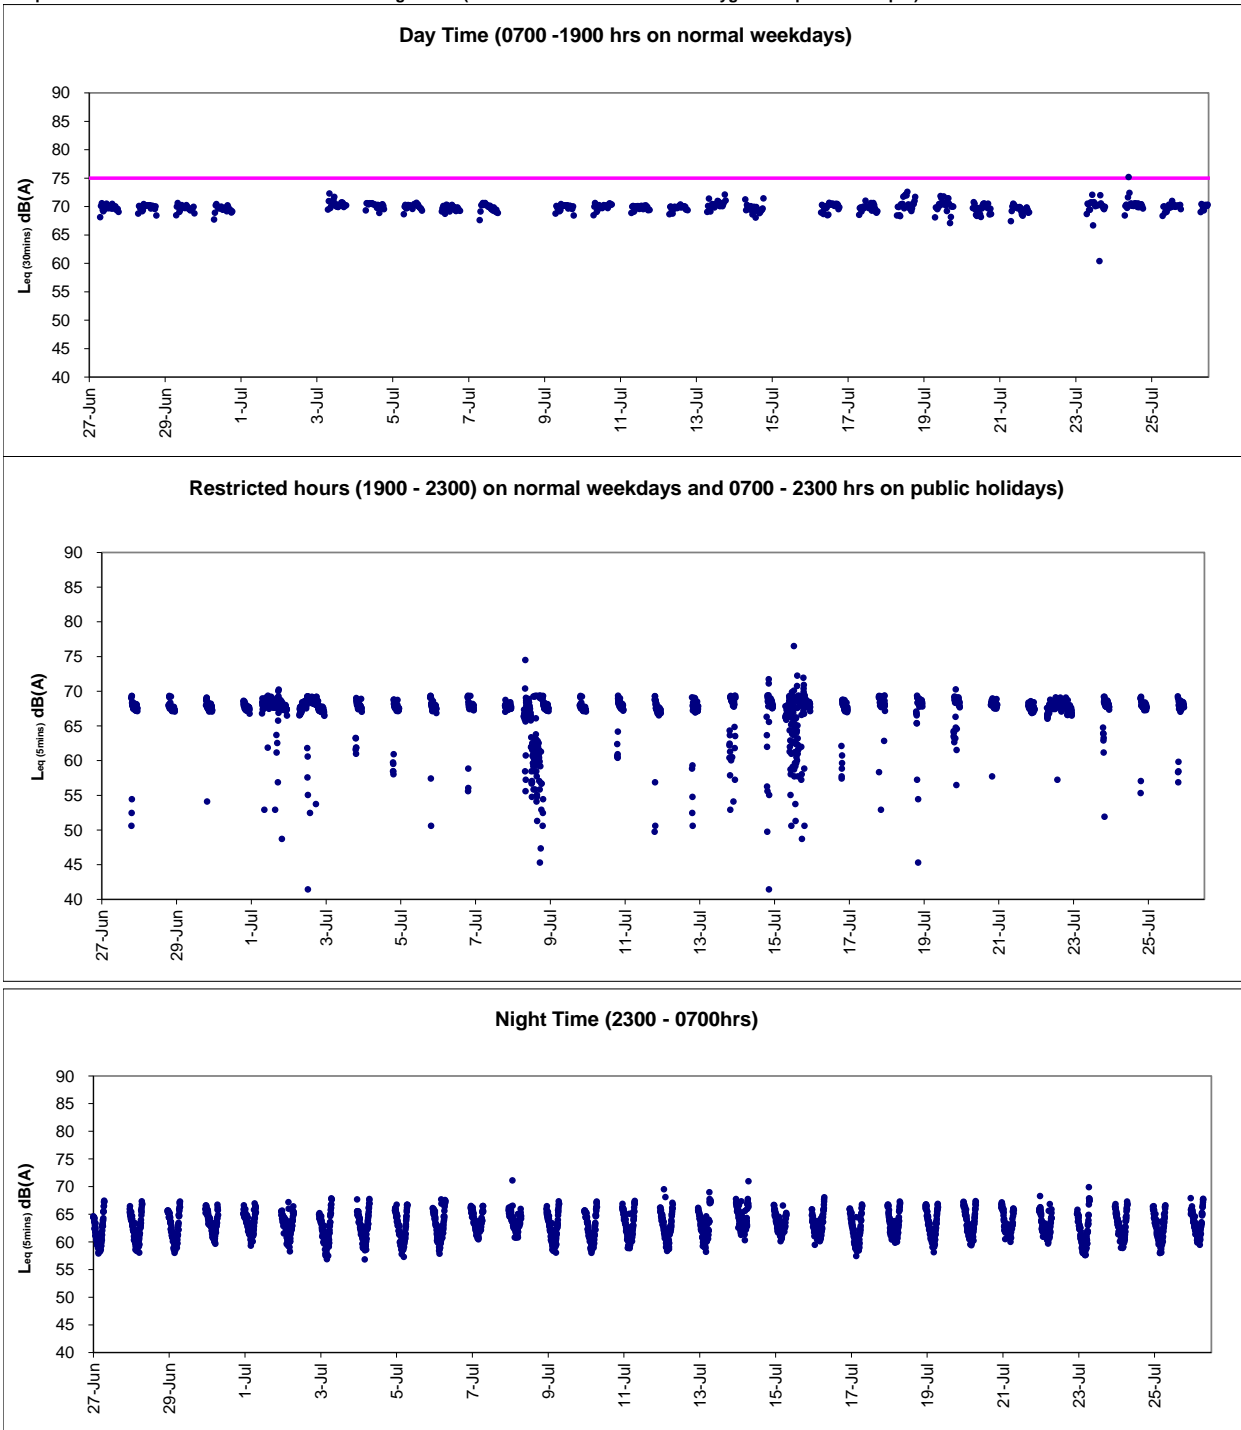 Day Time (0700 -1900 hrs on normal weekdays)
90
85
80
75
70
65
60
55
50
45
40
Leq (30mins) dB(A)
27-Jun
29-Jun
1-Jul
3-Jul
5-Jul
7-Jul
9-Jul
11-Jul
13-Jul
15-Jul
17-Jul
19-Jul
21-Jul
23-Jul
25-Jul
Restricted hours (1900 - 2300) on normal weekdays and 0700 - 2300 hrs on public holidays)
90
85
80
75
70
65
60
55
50
45
40
Leq (5mins) dB(A)
27-Jun
29-Jun
1-Jul
3-Jul
5-Jul
7-Jul
9-Jul
11-Jul
13-Jul
15-Jul
17-Jul
19-Jul
21-Jul
23-Jul
25-Jul
Night Time (2300 - 0700hrs)
90
85
80
75
70
65
60
55
50
45
40
Leq (5mins) dB(A)
27-Jun
29-Jun
1-Jul
3-Jul
5-Jul
7-Jul
9-Jul
11-Jul
13-Jul
15-Jul
17-Jul
19-Jul
21-Jul
23-Jul
25-Jul